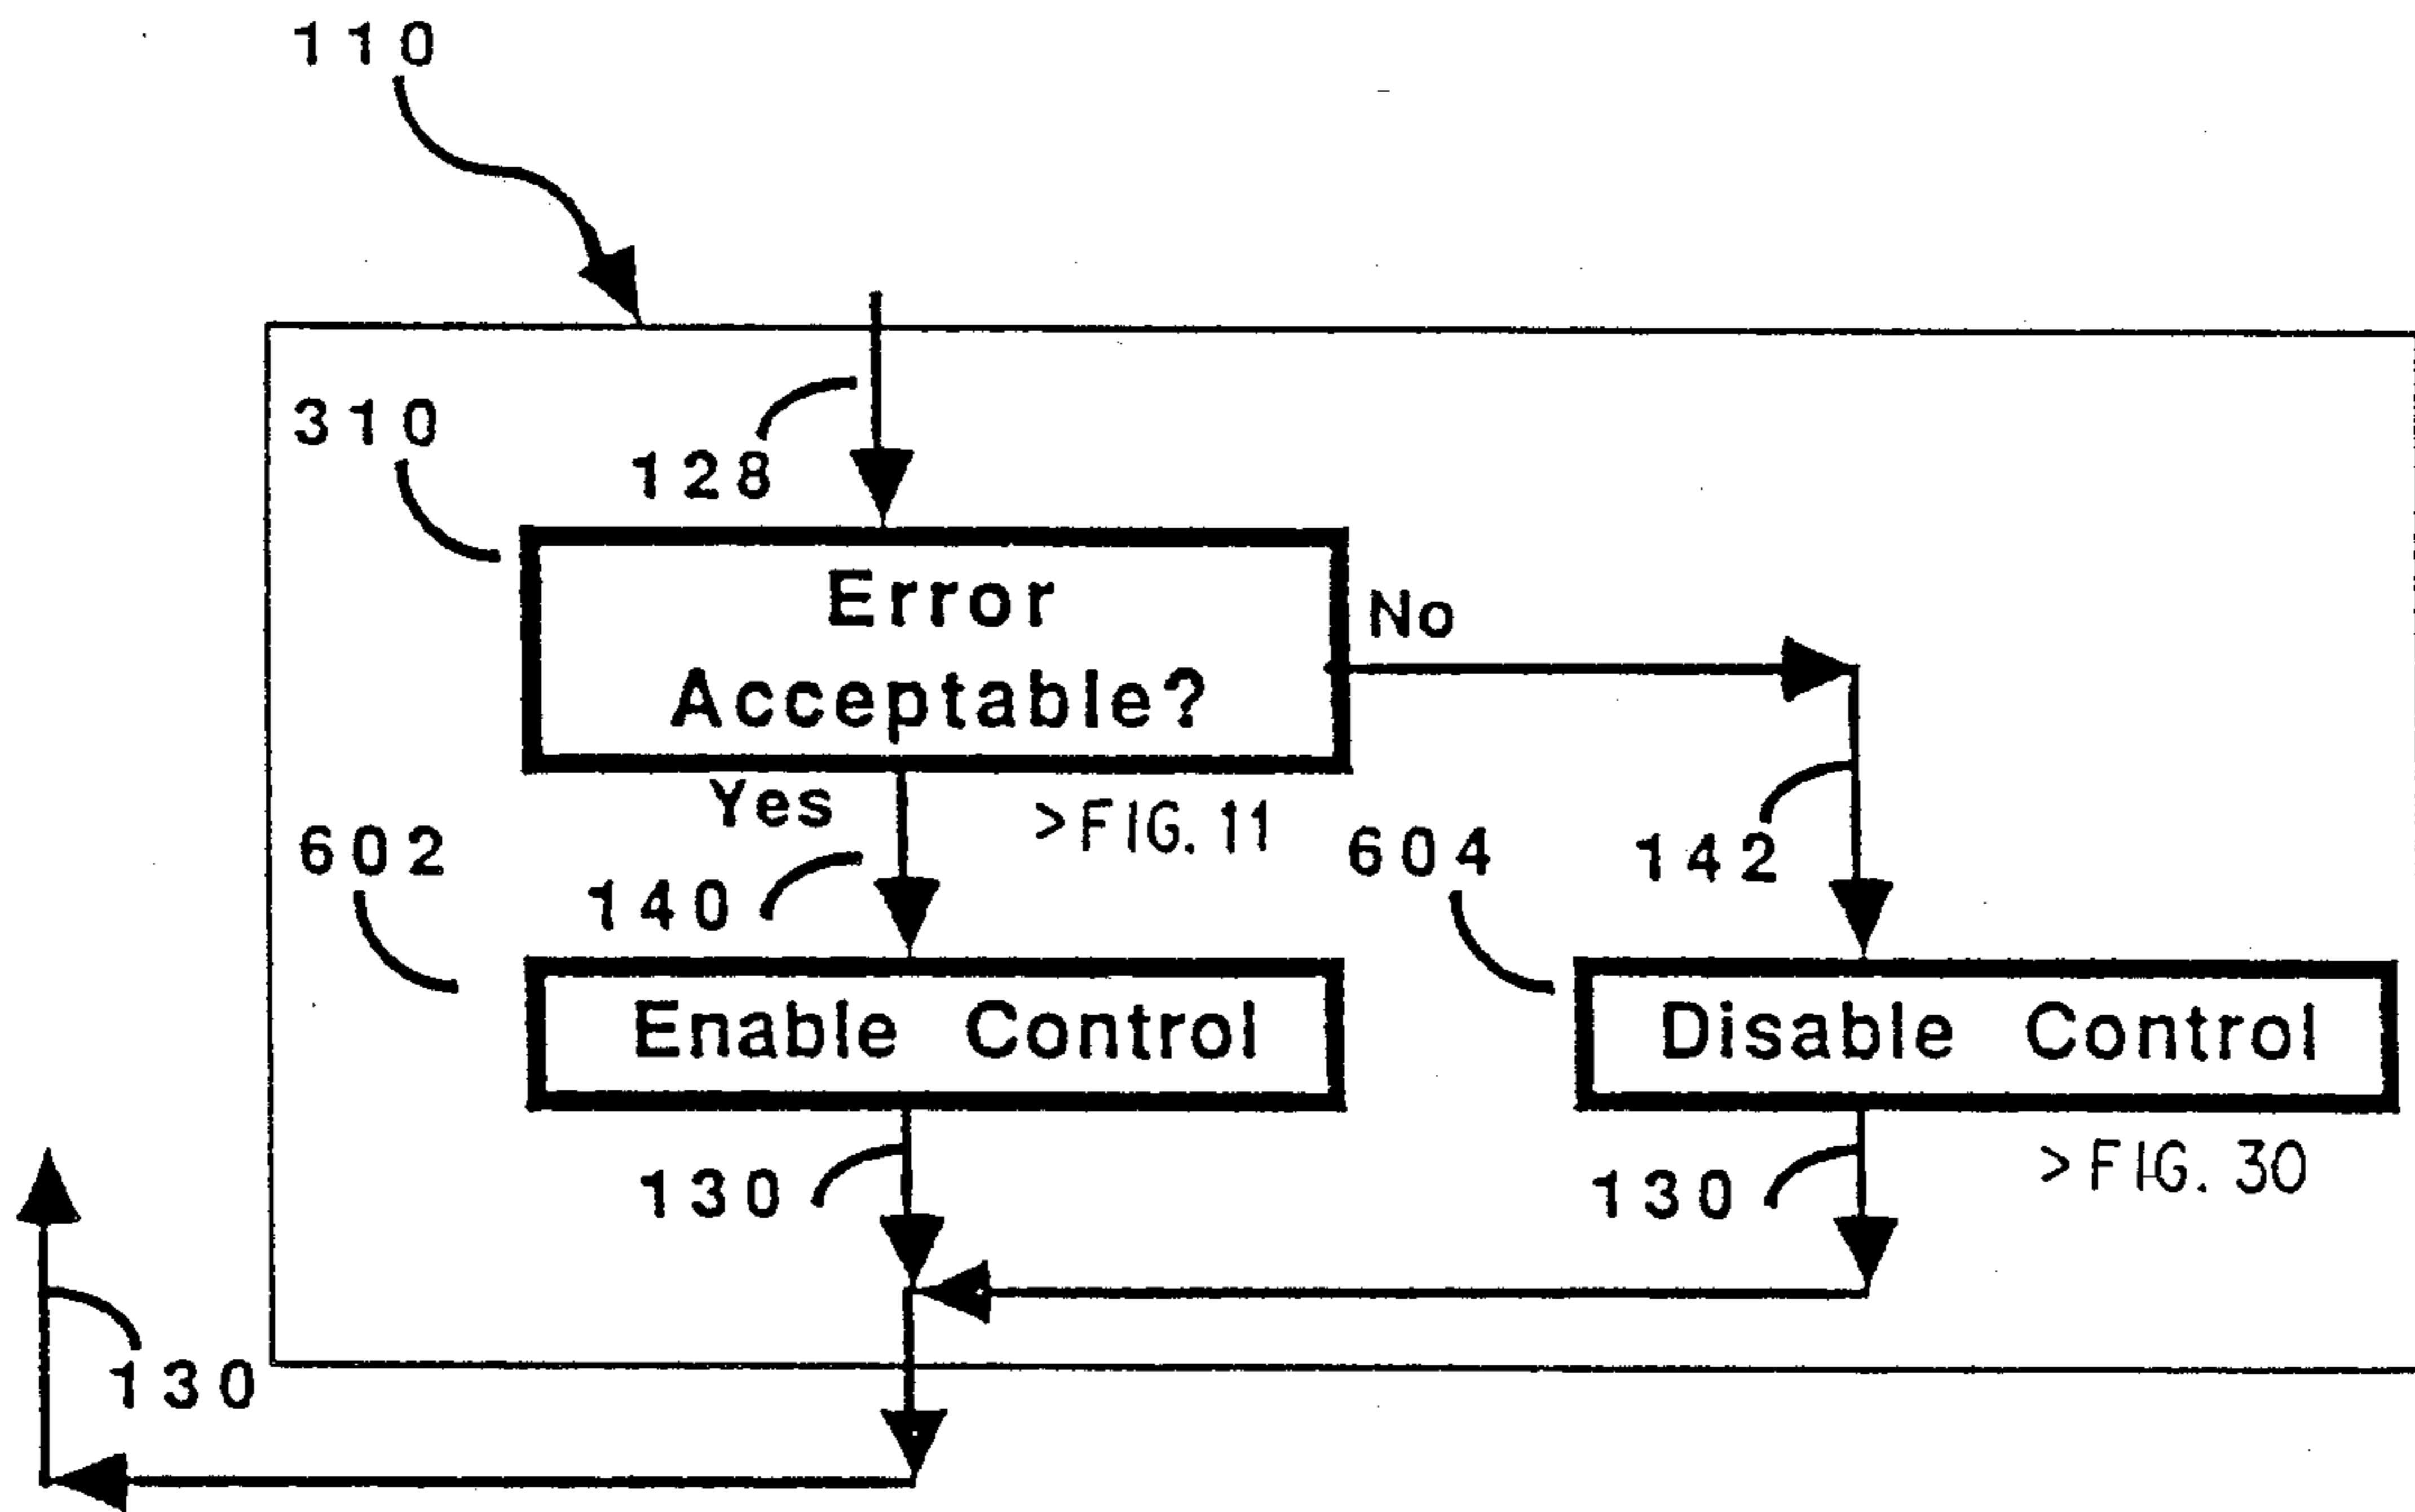 110
310
128
Error
Acceptable?
No
Yes
>FIG. 11
602
604
142
140
Enable Control
Disable Control
130
130
>FIG. 30
130